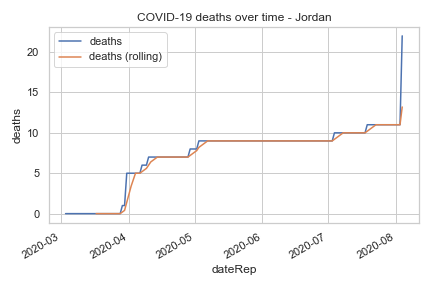 COVID-19 deaths over time - Jordan
deaths
deaths (rolling)
20
15
10
5
0
deaths
2020-03
2020-04
2020-05
2020-06
2020-07
2020-08
dateRep